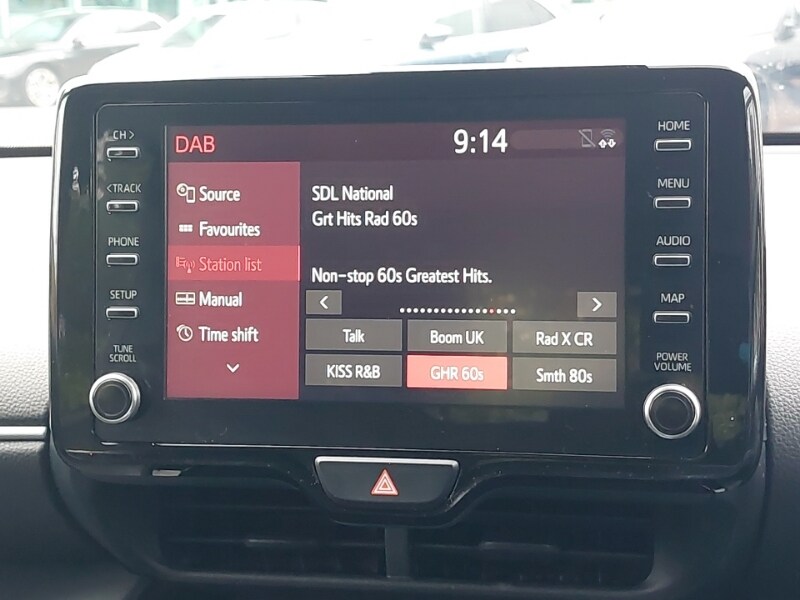 CH >
< TRACK
PHONE
SETUP
TUNE
SCROLL
DAB
9:14
Source
Favourites
Station list
Manual
Time shift
SDL National
Grt Hits Rad 60s
Non-stop 60s Greatest Hits.
Talk
Boom UK
Rad X CR
KISS R&B
GHR 60s
Smth 80s
HOME
MENU
AUDIO
MAP
POWER
VOLUME